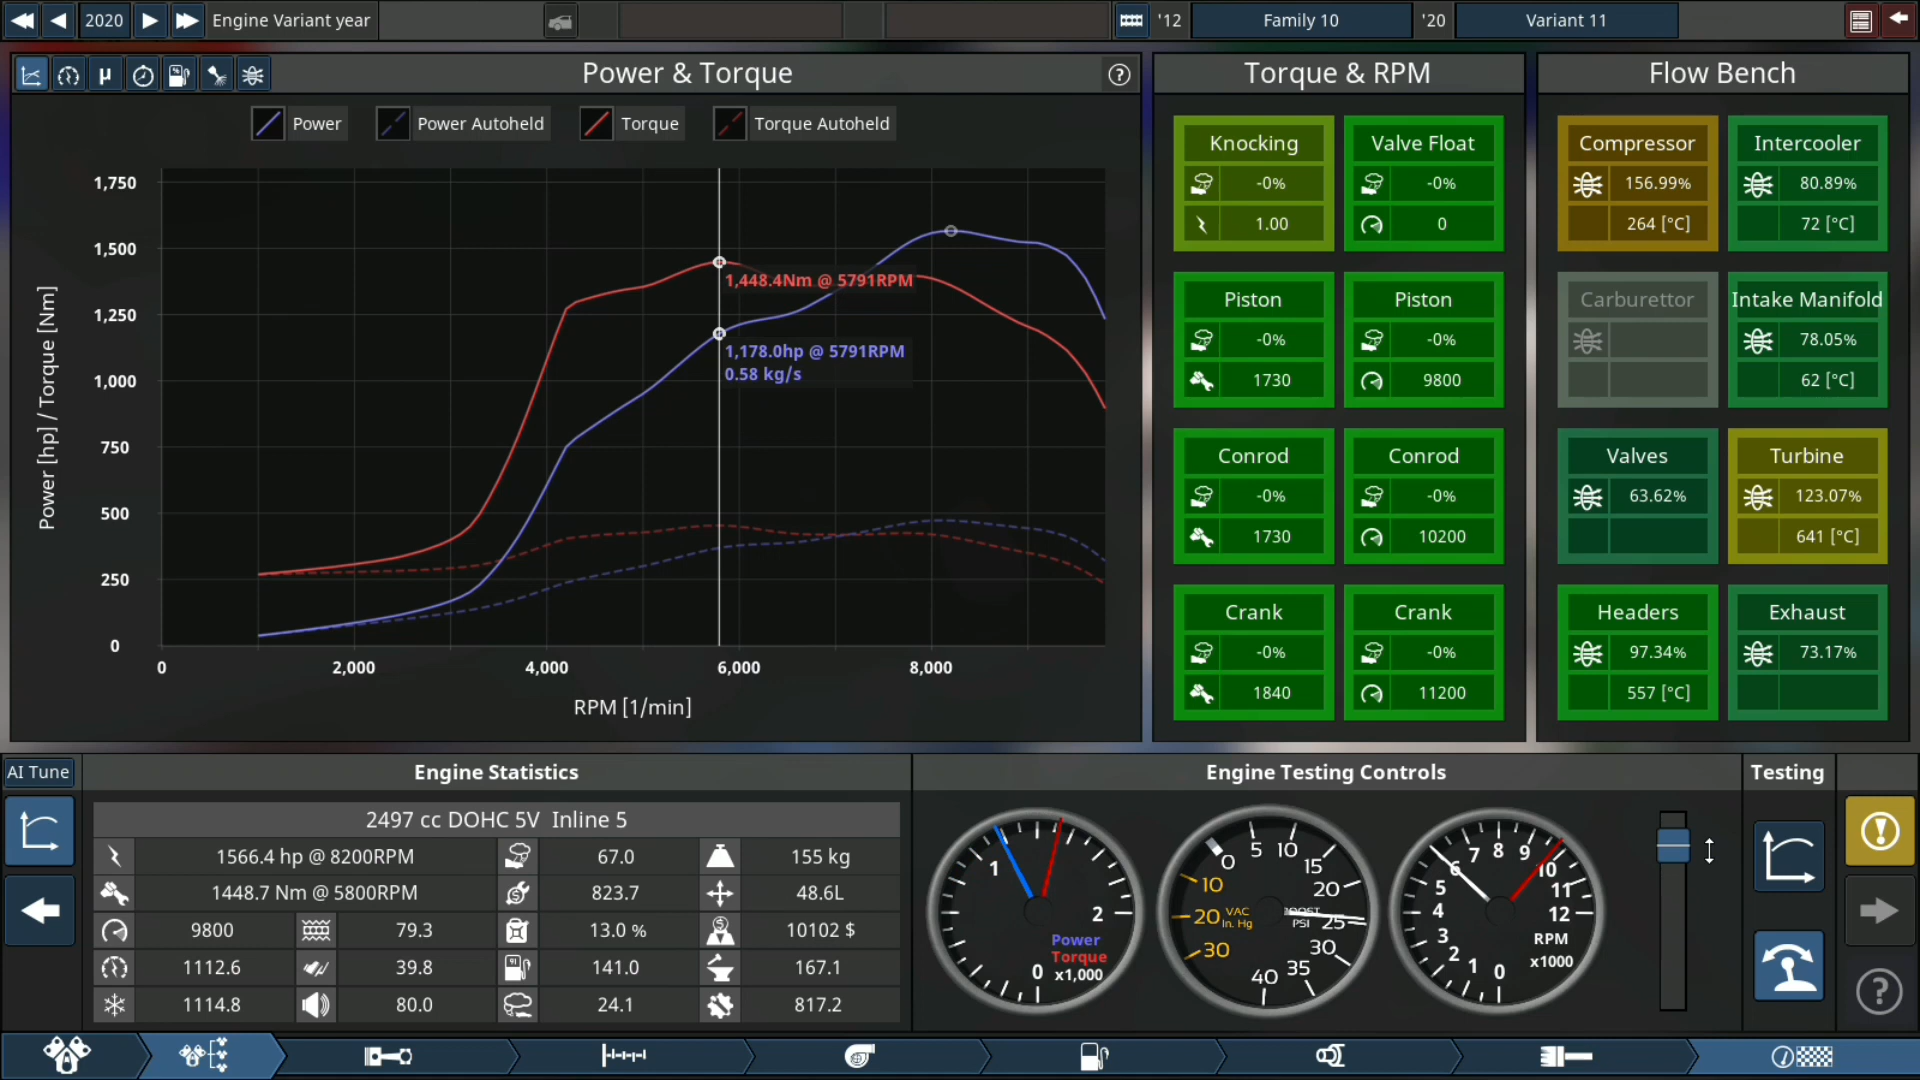 2020
Engine Variant year
'12
Family 10
'20
Variant 11
μ
Power & Torque
?
Power
Power Autoheld
Torque
Torque Autoheld
1,750
1,500
1,250
1,000
750
500
250
0
Power [hp] / Torque [Nm]
1,448.4Nm @ 5791RPM
1,178.0hp @ 5791RPM
0.58 kg/s
0
2,000
4,000
6,000
8,000
RPM [1/min]
Torque & RPM
Knocking
-0%
1.00
Valve Float
-0%
0
Piston
-0%
1730
Piston
-0%
9800
Conrod
-0%
1730
Conrod
-0%
10200
Crank
-0%
1840
Crank
-0%
11200
Flow Bench
Compressor
156.99%
264 [°C]
Intercooler
80.89%
72 [°C]
Carburettor
Intake Manifold
78.05%
62 [°C]
Valves
63.62%
Turbine
123.07%
641 [°C]
Headers
97.34%
557 [°C]
Exhaust
73.17%
AI Tune
Engine Statistics
2497 cc DOHC 5V Inline 5
1566.4 hp @ 8200RPM
67.0
155 kg
1448.7 Nm @ 5800RPM
823.7
48.6L
9800
79.3
13.0 %
10102 $
1112.6
39.8
141.0
167.1
1114.8
80.0
24.1
817.2
Engine Testing Controls
1
2
0
Power
Torque
x1,000
0
5
10
15
20
25
30
35
40
10
20
30
VAC
In. Hg
BOOST
PSI
0
1
2
3
4
5
6
7
8
9
10
11
12
RPM
x1000
Testing
?